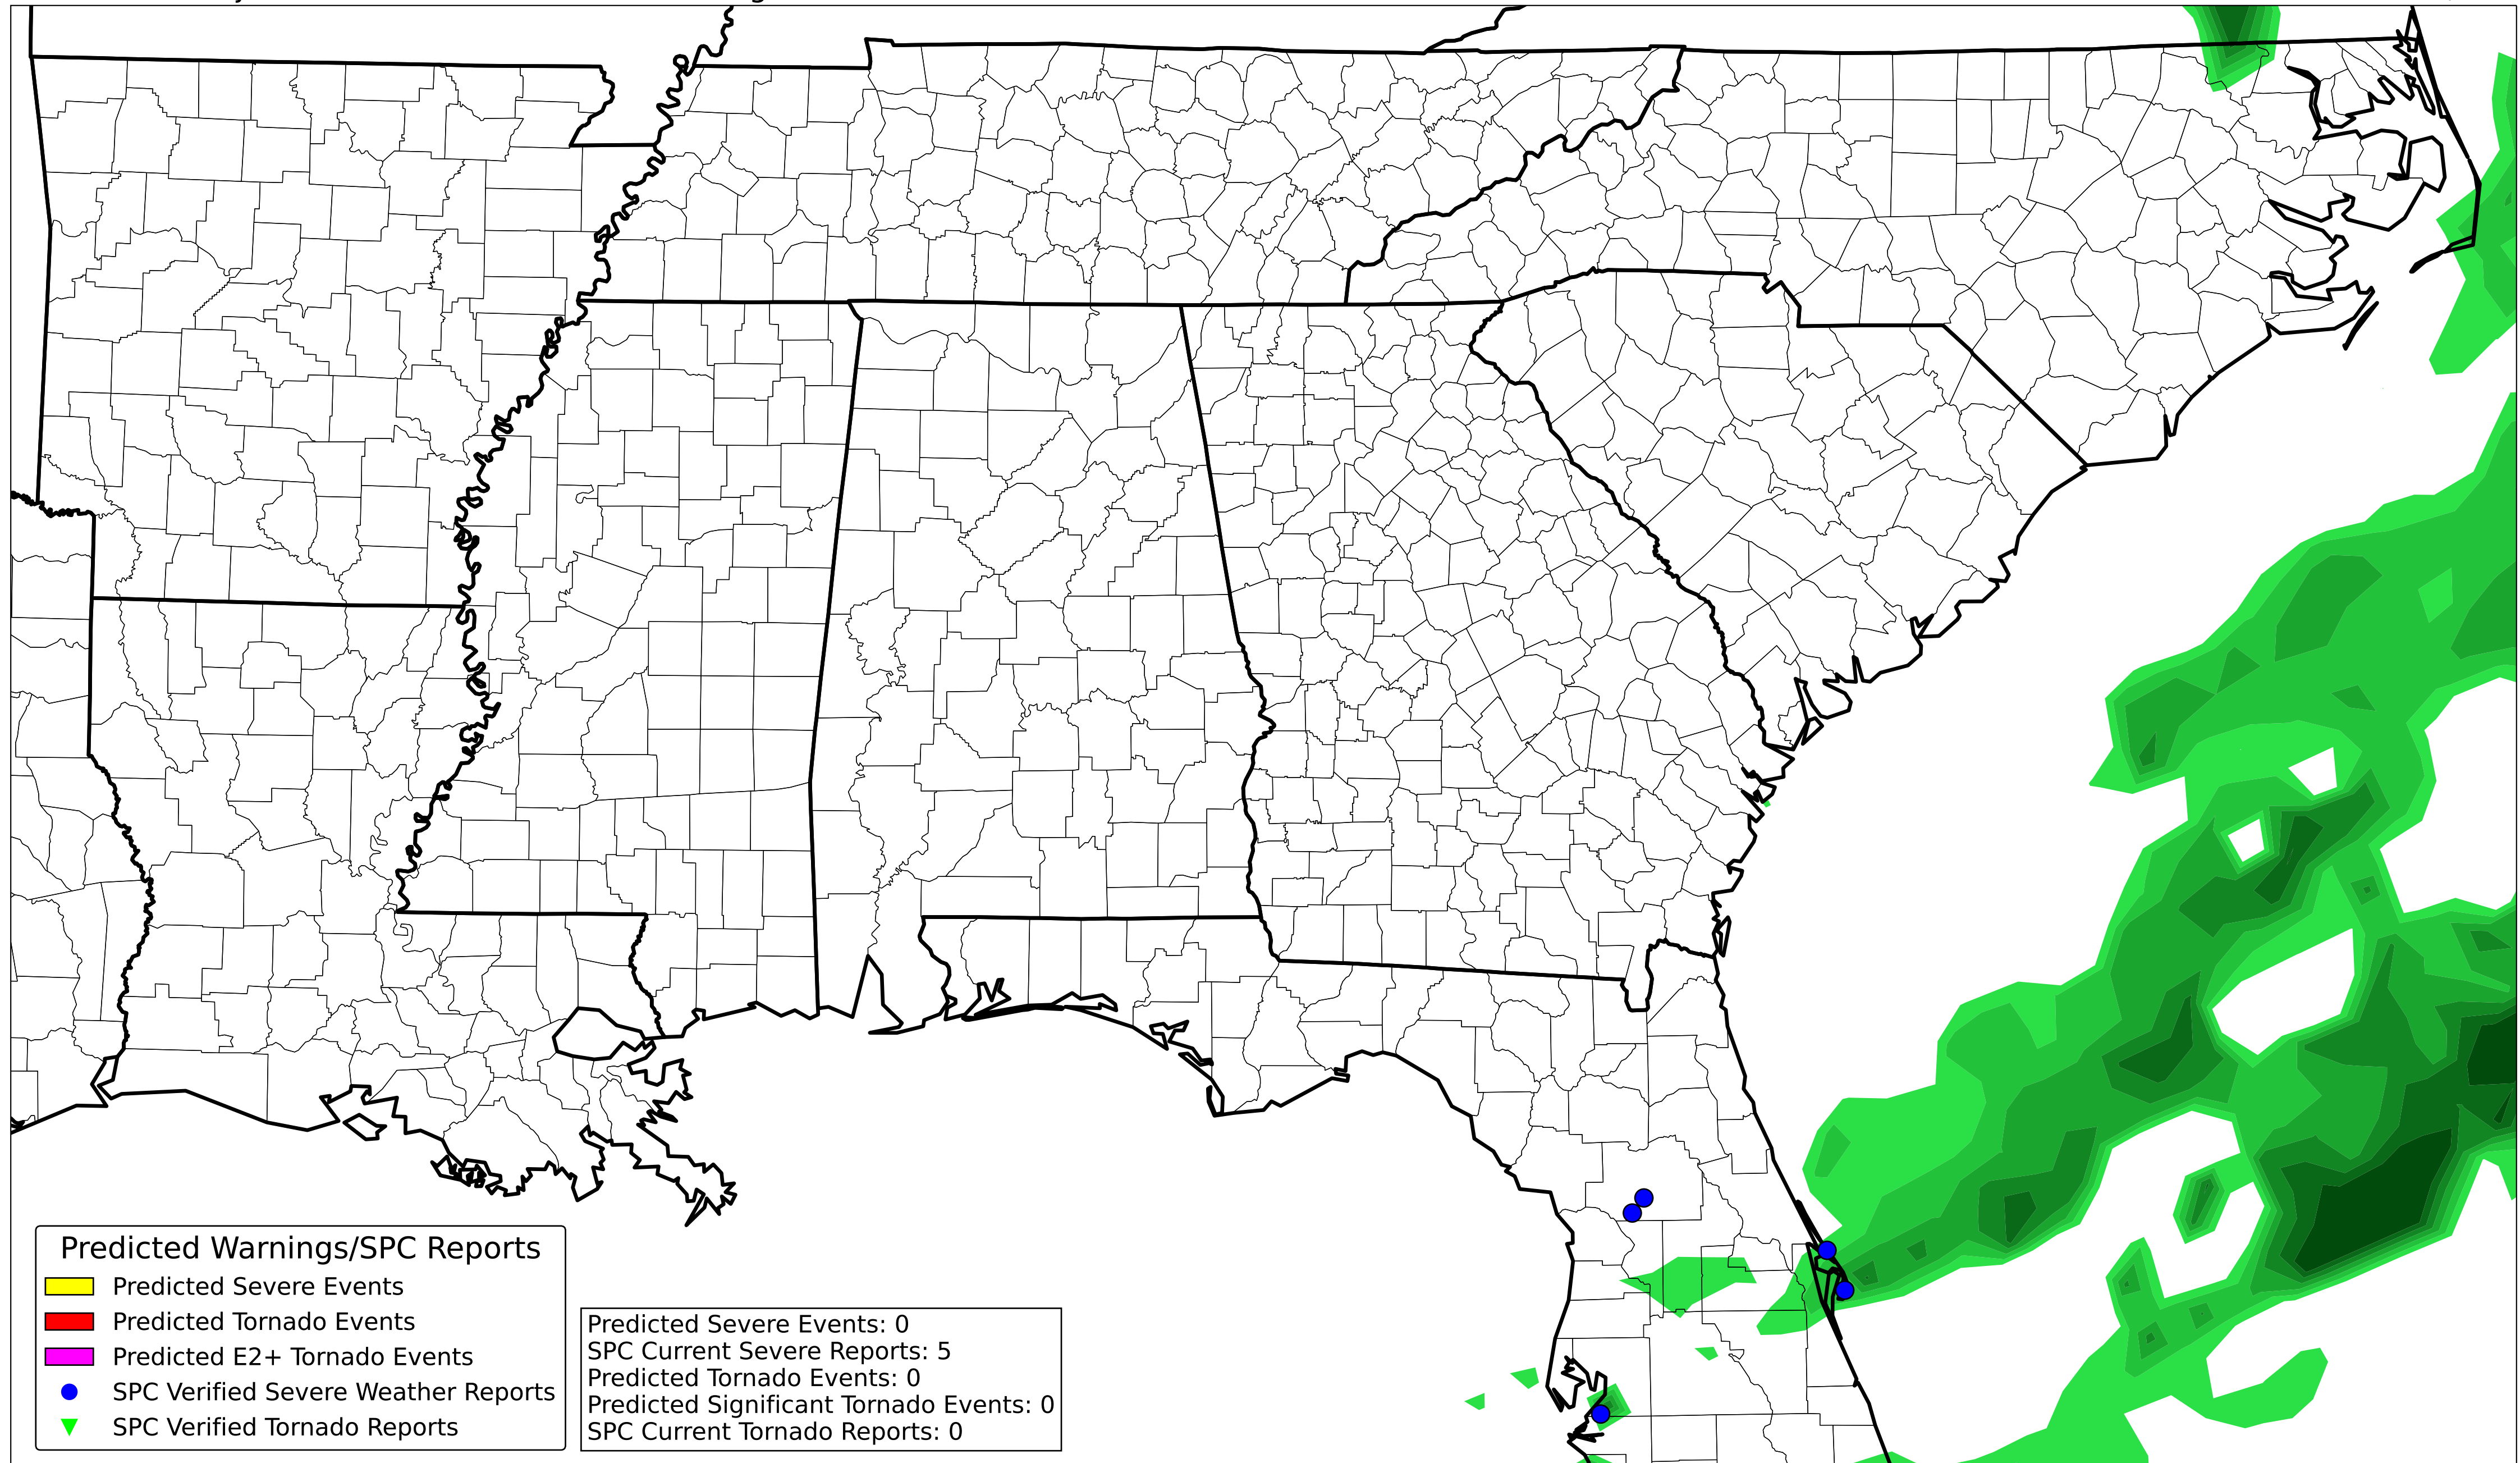 Predicted Warnings/SPC Reports
Predicted Severe Events
Predicted Tornado Events
Predicted E2+ Tornado Events
SPC Verified Severe Weather Reports
SPC Verified Tornado Reports
Predicted Severe Events: 0
SPC Current Severe Reports: 5
Predicted Tornado Events: 0
Predicted Significant Tornado Events: 0
SPC Current Tornado Reports: 0